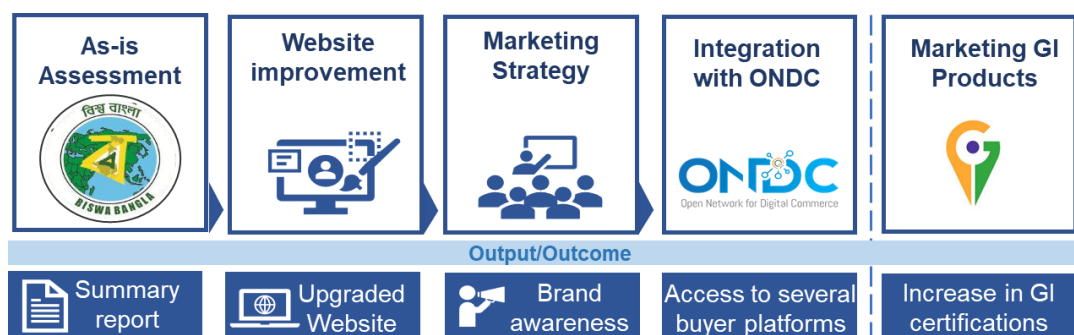 As-is
Assessment
বিশ্ব বাংলা
ব
BISWA BANGLA
Website
improvement
Marketing
Strategy
Integration
with ONDC
ONDC
Open Network for Digital Commerce
Marketing GI
Products
Output/Outcome
Summary
report
Upgraded
Website
Brand
awareness
Access to several
buyer platforms
Increase in GI
certifications